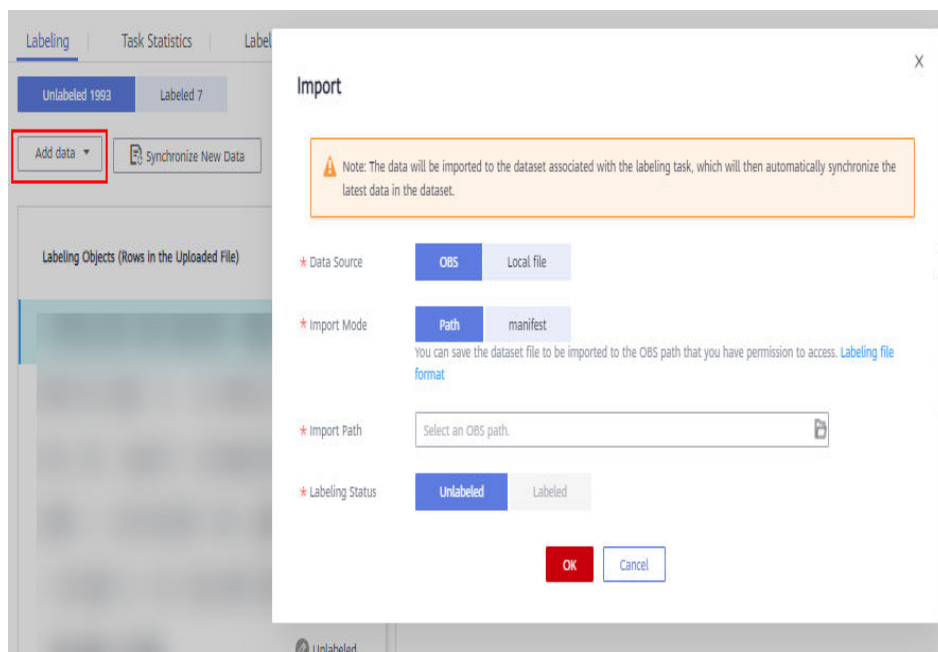 Labeling
Task Statistics
Label
Unlabeled 1993
Labeled 7
Add data
Synchronize New Data
Labeling Objects (Rows in the Uploaded File)
Unlabeled
Import
X
Note: The data will be imported to the dataset associated with the labeling task, which will then automatically synchronize the
latest data in the dataset.
* Data Source
OBS
Local file
* Import Mode
Path
manifest
You can save the dataset file to be imported to the OBS path that you have permission to access. Labeling file
format
* Import Path
Select an OBS path.
* Labeling Status
Unlabeled
Labeled
OK
Cancel